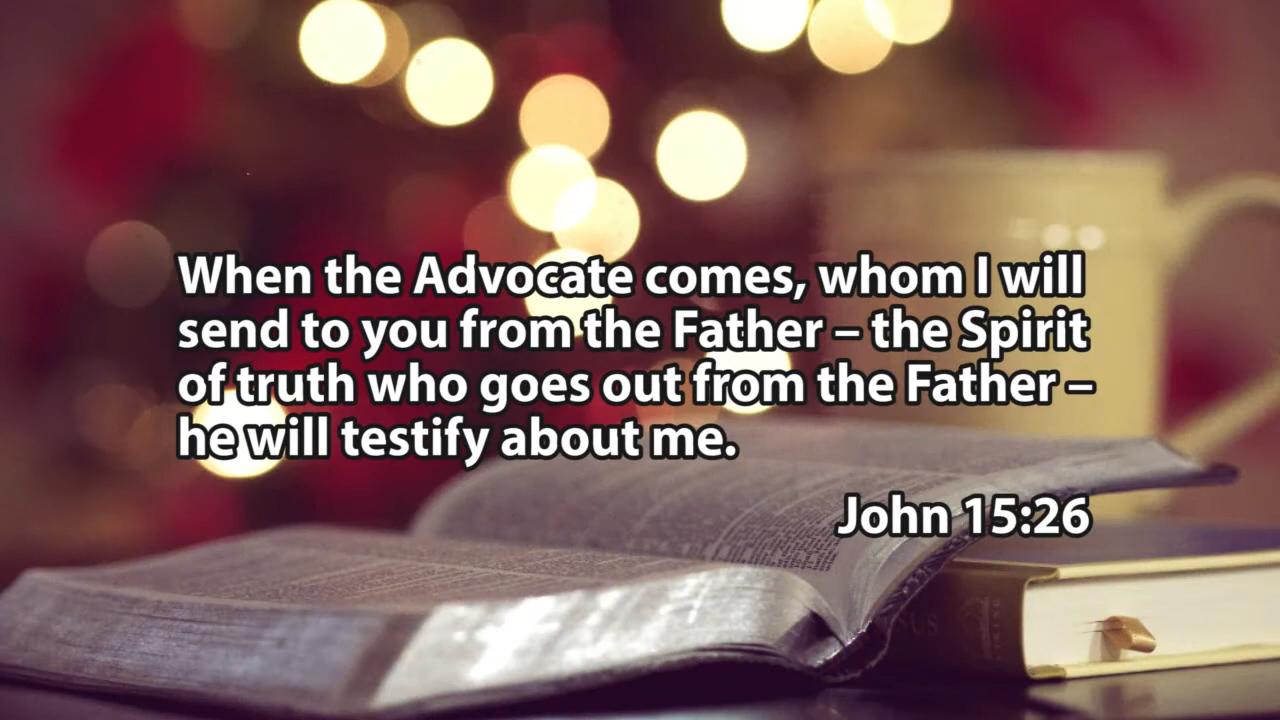 When the Advocate comes, whom I will
send to you from the Father – the Spirit
of truth who goes out from the Father –
he will testify about me.
John 15:26